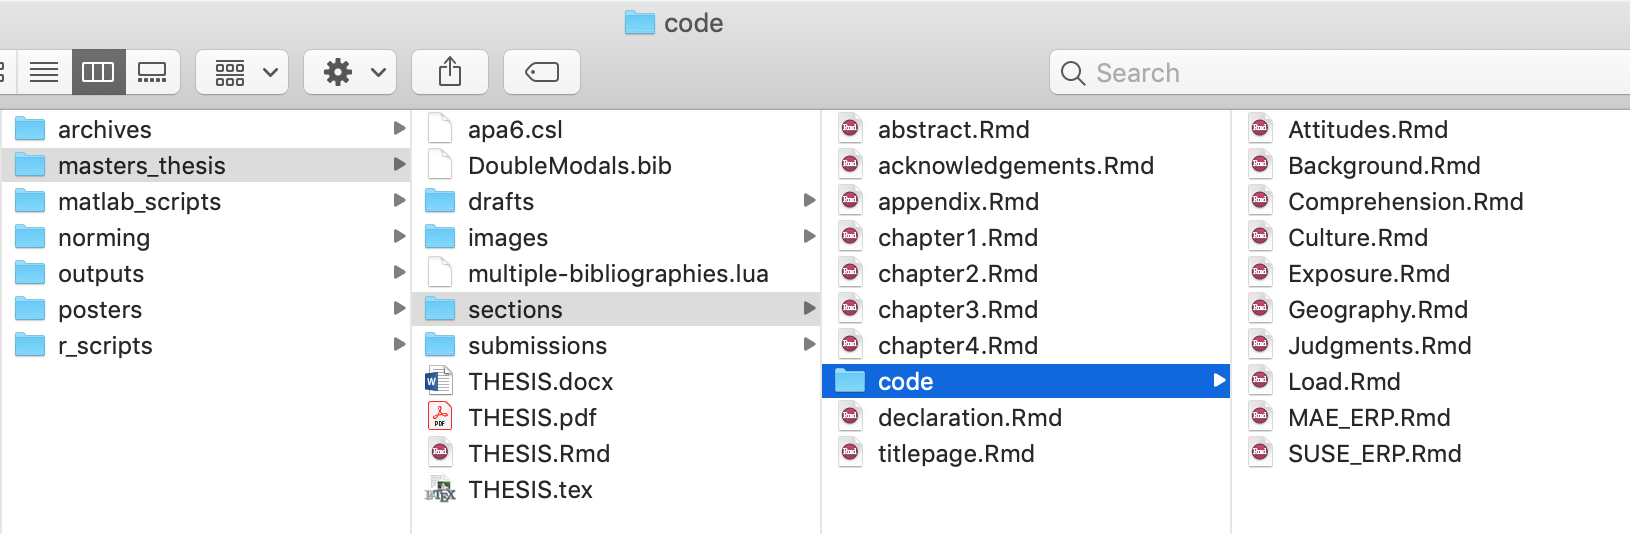 code
Search
archives
masters_thesis
matlab_scripts
norming
outputs
posters
r_scripts
apa6.csl
DoubleModals.bib
drafts
images
multiple-bibliographies.lua
sections
submissions
THESIS.docx
THESIS.pdf
THESIS.Rmd
THESIS.tex
abstract.Rmd
acknowledgements.Rmd
appendix.Rmd
chapter1.Rmd
chapter2.Rmd
chapter3.Rmd
chapter4.Rmd
code
declaration.Rmd
titlepage.Rmd
Attitudes.Rmd
Background.Rmd
Comprehension.Rmd
Culture.Rmd
Exposure.Rmd
Geography.Rmd
Judgments.Rmd
Load.Rmd
MAE_ERP.Rmd
SUSE_ERP.Rmd